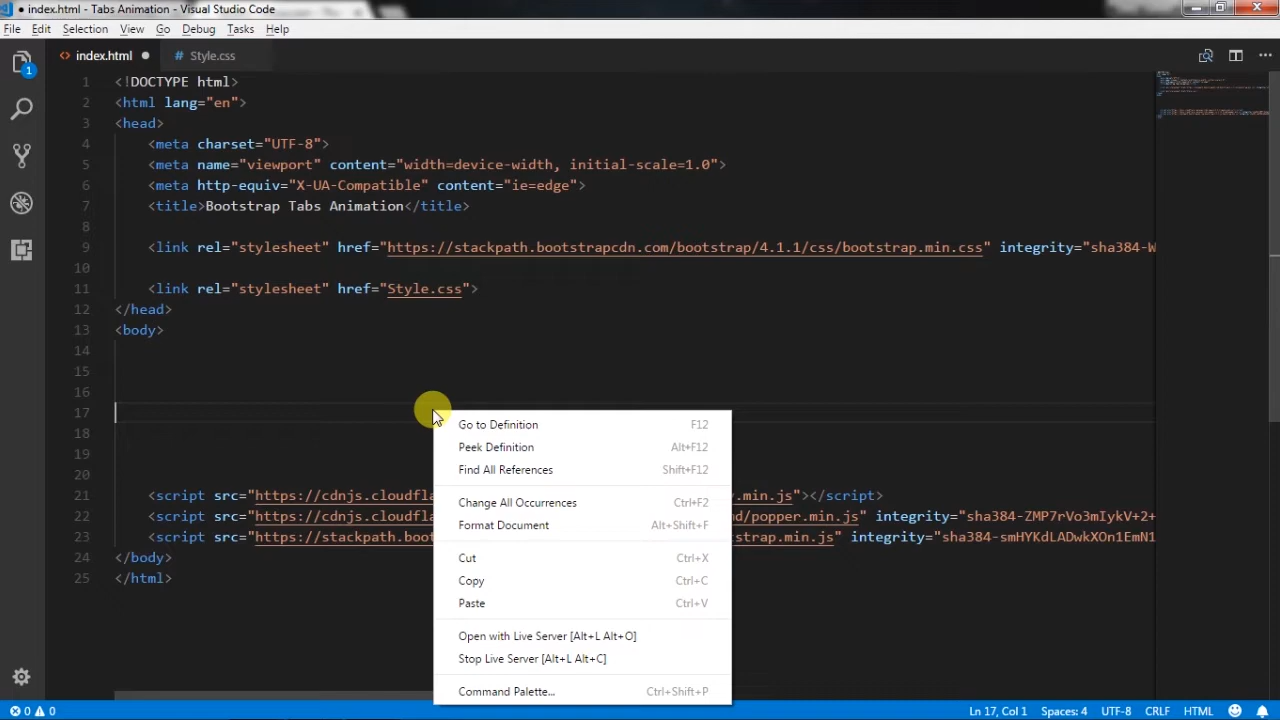 ● index.html - Tabs Animation - Visual Studio Code
File Edit Selection View Go Debug Tasks Help
1
<> index.html ●
# Style.css
1 <!DOCTYPE html>
2 <html lang="en">
3 <head>
4 <meta charset="UTF-8">
5 <meta name="viewport" content="width=device-width, initial-scale=1.0">
6 <meta http-equiv="X-UA-Compatible" content="ie=edge">
7 <title>Bootstrap Tabs Animation</title>
8
9 <link rel="stylesheet" href="https://stackpath.bootstrapcdn.com/bootstrap/4.1.1/css/bootstrap.min.css" integrity="sha384-W
10
11 <link rel="stylesheet" href="Style.css">
12 </head>
13 <body>
14
15
16
17
18
19
20
21 <script src="https://cdnjs.cloudfla y.min.js"></script>
22 <script src="https://cdnjs.cloudfla md/popper.min.js" integrity="sha384-ZMP7rVo3mIykV+2+
23 <script src="https://stackpath.boot strap.min.js" integrity="sha384-smHYKdLADwkXOn1EmN1
24 </body>
25 </html>
Go to Definition F12
Peek Definition Alt+F12
Find All References Shift+F12
Change All Occurrences Ctrl+F2
Format Document Alt+Shift+F
Cut Ctrl+X
Copy Ctrl+C
Paste Ctrl+V
Open with Live Server [Alt+L Alt+O]
Stop Live Server [Alt+L Alt+C]
Command Palette... Ctrl+Shift+P
0 0 Ln 17, Col 1 Spaces: 4 UTF-8 CRLF HTML